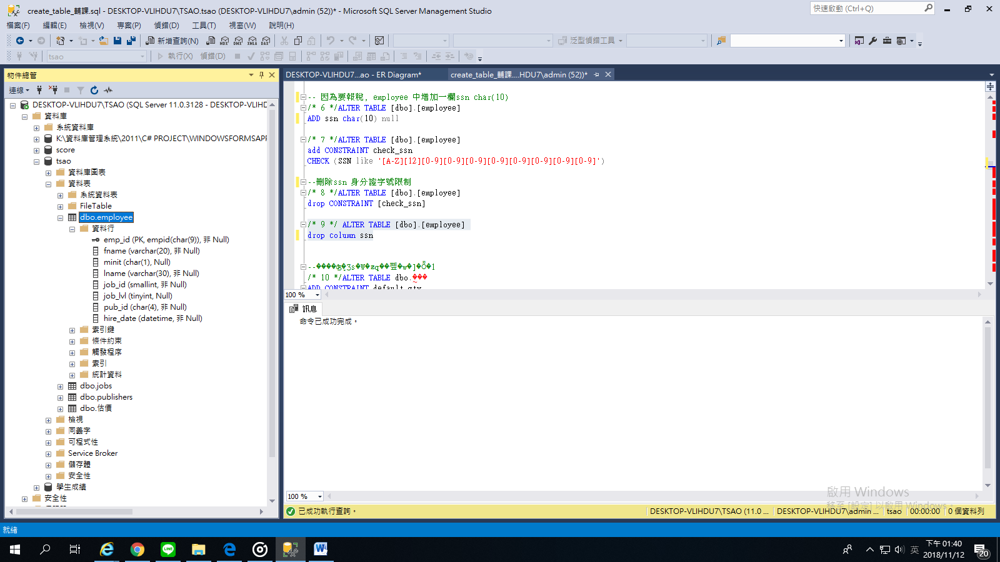 create_table_輔課.sql - DESKTOP-VLIHDU7\TSAO.tsao (DESKTOP-VLIHDU7\admin (52))* - Microsoft SQL Server Management Studio
快速啟動 (Ctrl+Q)
檔案(F) 編輯(E) 檢視(V) 專案(P) 偵錯(D) 工具(T) 視窗(W) 說明(H)
新增查詢(N) 泛型偵錯工具
tsao 執行(X) 偵錯(D)
物件總管
DESKTOP-VLIHDU7...ao - ER Diagram* create_table_輔課....HDU7\admin (52))*
連線
DESKTOP-VLIHDU7\TSAO (SQL Server 11.0.3128 - DESKTOP-VLIHD
資料庫
系統資料庫
K:\資料庫管理系統\2011\C# PROJECT\WINDOWSFORMSAPP
score
tsao
資料庫圖表
資料表
系統資料表
FileTable
dbo.employee
資料行
emp_id (PK, empid(char(9)), 非 Null)
fname (varchar(20), 非 Null)
minit (char(1), Null)
lname (varchar(30), 非 Null)
job_id (smallint, 非 Null)
job_lvl (tinyint, Null)
pub_id (char(4), 非 Null)
hire_date (datetime, 非 Null)
索引鍵
條件約束
觸發程序
索引
統計資料
dbo.jobs
dbo.publishers
dbo.估價
檢視
同義字
可程式性
Service Broker
儲存體
安全性
學生成績
安全性
-- 因為要報稅, employee 中增加一欄ssn char(10)
/* 6 */ALTER TABLE [dbo].[employee]
ADD ssn char(10) null
/* 7 */ALTER TABLE [dbo].[employee]
add CONSTRAINT check_ssn
CHECK (SSN like '[A-Z][12][0-9][0-9][0-9][0-9][0-9][0-9][0-9][0-9]')
--刪除ssn 身分證字號限制
/* 8 */ALTER TABLE [dbo].[employee]
drop CONSTRAINT [check_ssn]
/* 9 */ ALTER TABLE [dbo].[employee]
drop column ssn
/* 10 */ALTER TABLE dbo.���
ADD CONSTRAINT default_qty
100 %
訊息
命令已成功完成。
100 %
啟用 Windows
移至 [設定] 以啟用 Windows。
已成功執行查詢。 DESKTOP-VLIHDU7\TSAO (11.0 ... DESKTOP-VLIHDU7\admin ... tsao 00:00:00 0 個資料列
就緒
英 下午 01:40
2018/11/12 20